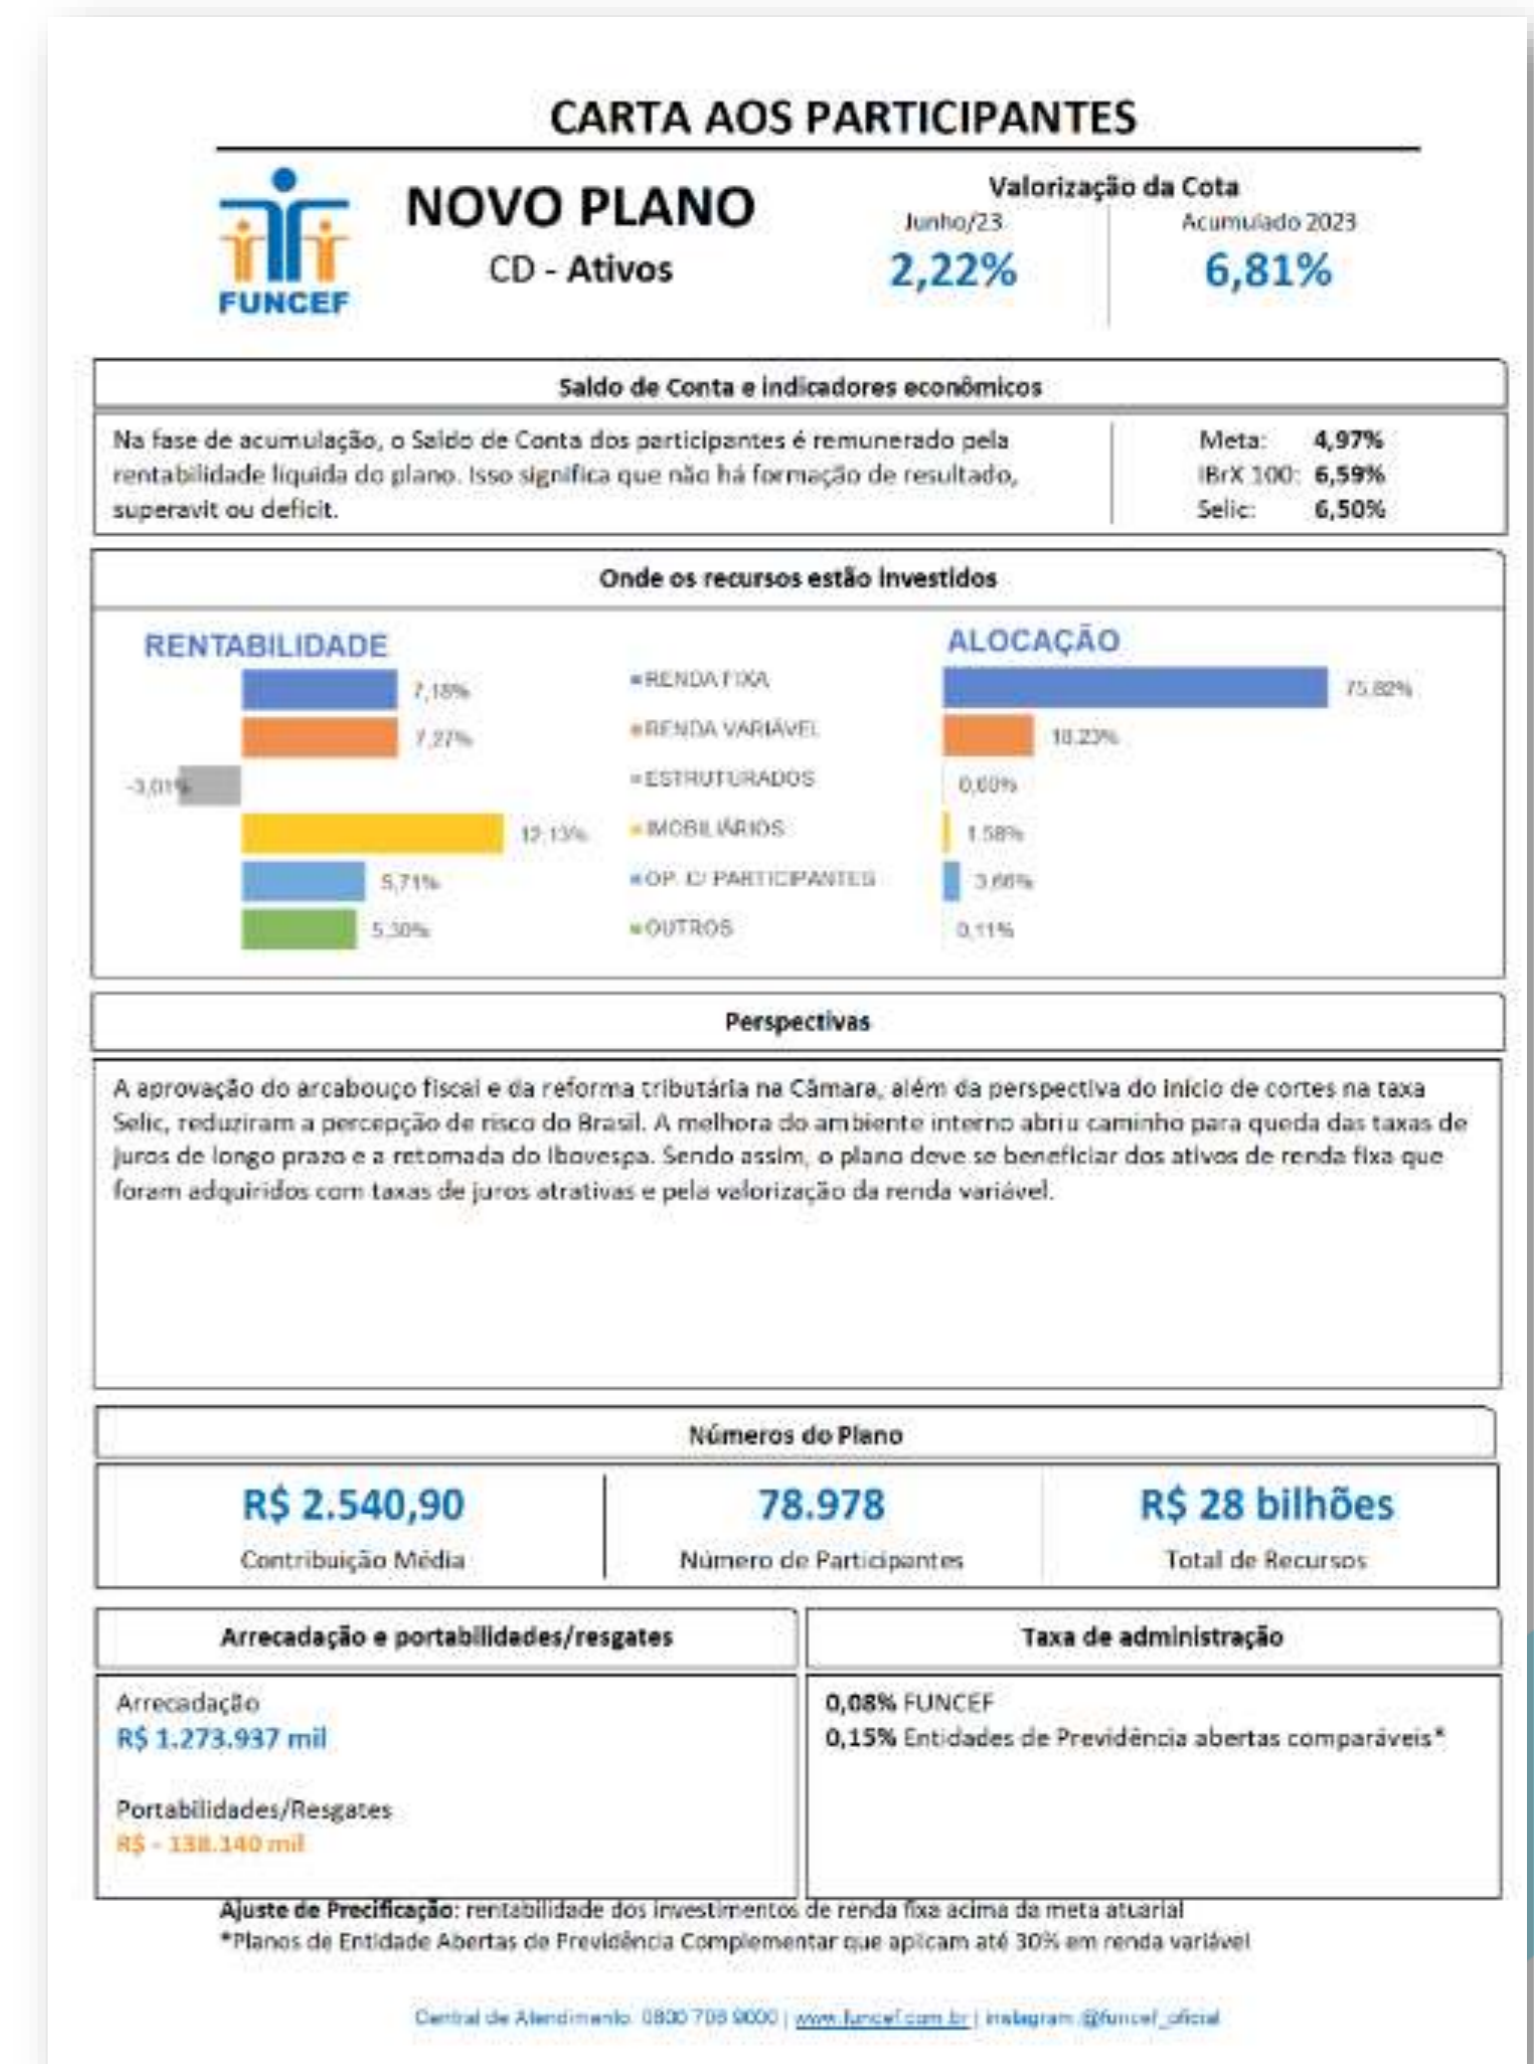 CARTA AOS PARTICIPANTES
FUNCEF
NOVO PLANO
CD - Ativos
Valorização da Cota
Junho/23
2,22%
Acumulado 2023
6,81%
Saldo de Conta e indicadores econômicos
Na fase de acumulação, o Saldo de Conta dos participantes é remunerado pela
rentabilidade líquida do plano. Isso significa que não há formação de resultado,
superavit ou deficit.
Meta: 4,97%
IBrX 100: 6,59%
Selic: 6,50%
Onde os recursos estão investidos
RENTABILIDADE
7,18%
7,27%
-3,01%
12,13%
5,71%
5,30%
RENDA FIXA
RENDA VARIÁVEL
ESTRUTURADOS
IMOBILIÁRIOS
OP. C/ PARTICIPANTES
OUTROS
ALOCAÇÃO
75,82%
18,23%
0,60%
1,58%
3,66%
0,11%
Perspectivas
A aprovação do arcabouço fiscal e da reforma tributária na Câmara, além da perspectiva do início de cortes na taxa
Selic, reduziram a percepção de risco do Brasil. A melhora do ambiente interno abriu caminho para queda das taxas de
juros de longo prazo e a retomada do Ibovespa. Sendo assim, o plano deve se beneficiar dos ativos de renda fixa que
foram adquiridos com taxas de juros atrativas e pela valorização da renda variável.
Números do Plano
R$ 2.540,90
Contribuição Média
78.978
Número de Participantes
R$ 28 bilhões
Total de Recursos
Arrecadação e portabilidades/resgates
Arrecadação
R$ 1.273.937 mil
Portabilidades/Resgates
R$ - 138.140 mil
Taxa de administração
0,08% FUNCEF
0,15% Entidades de Previdência abertas comparáveis*
Ajuste de Precificação: rentabilidade dos investimentos de renda fixa acima da meta atuarial
*Planos de Entidade Abertas de Previdência Complementar que aplicam até 30% em renda variável
Central de Atendimento: 0800 706 9000 | www.funcef.com.br | instagram @funcef_oficial